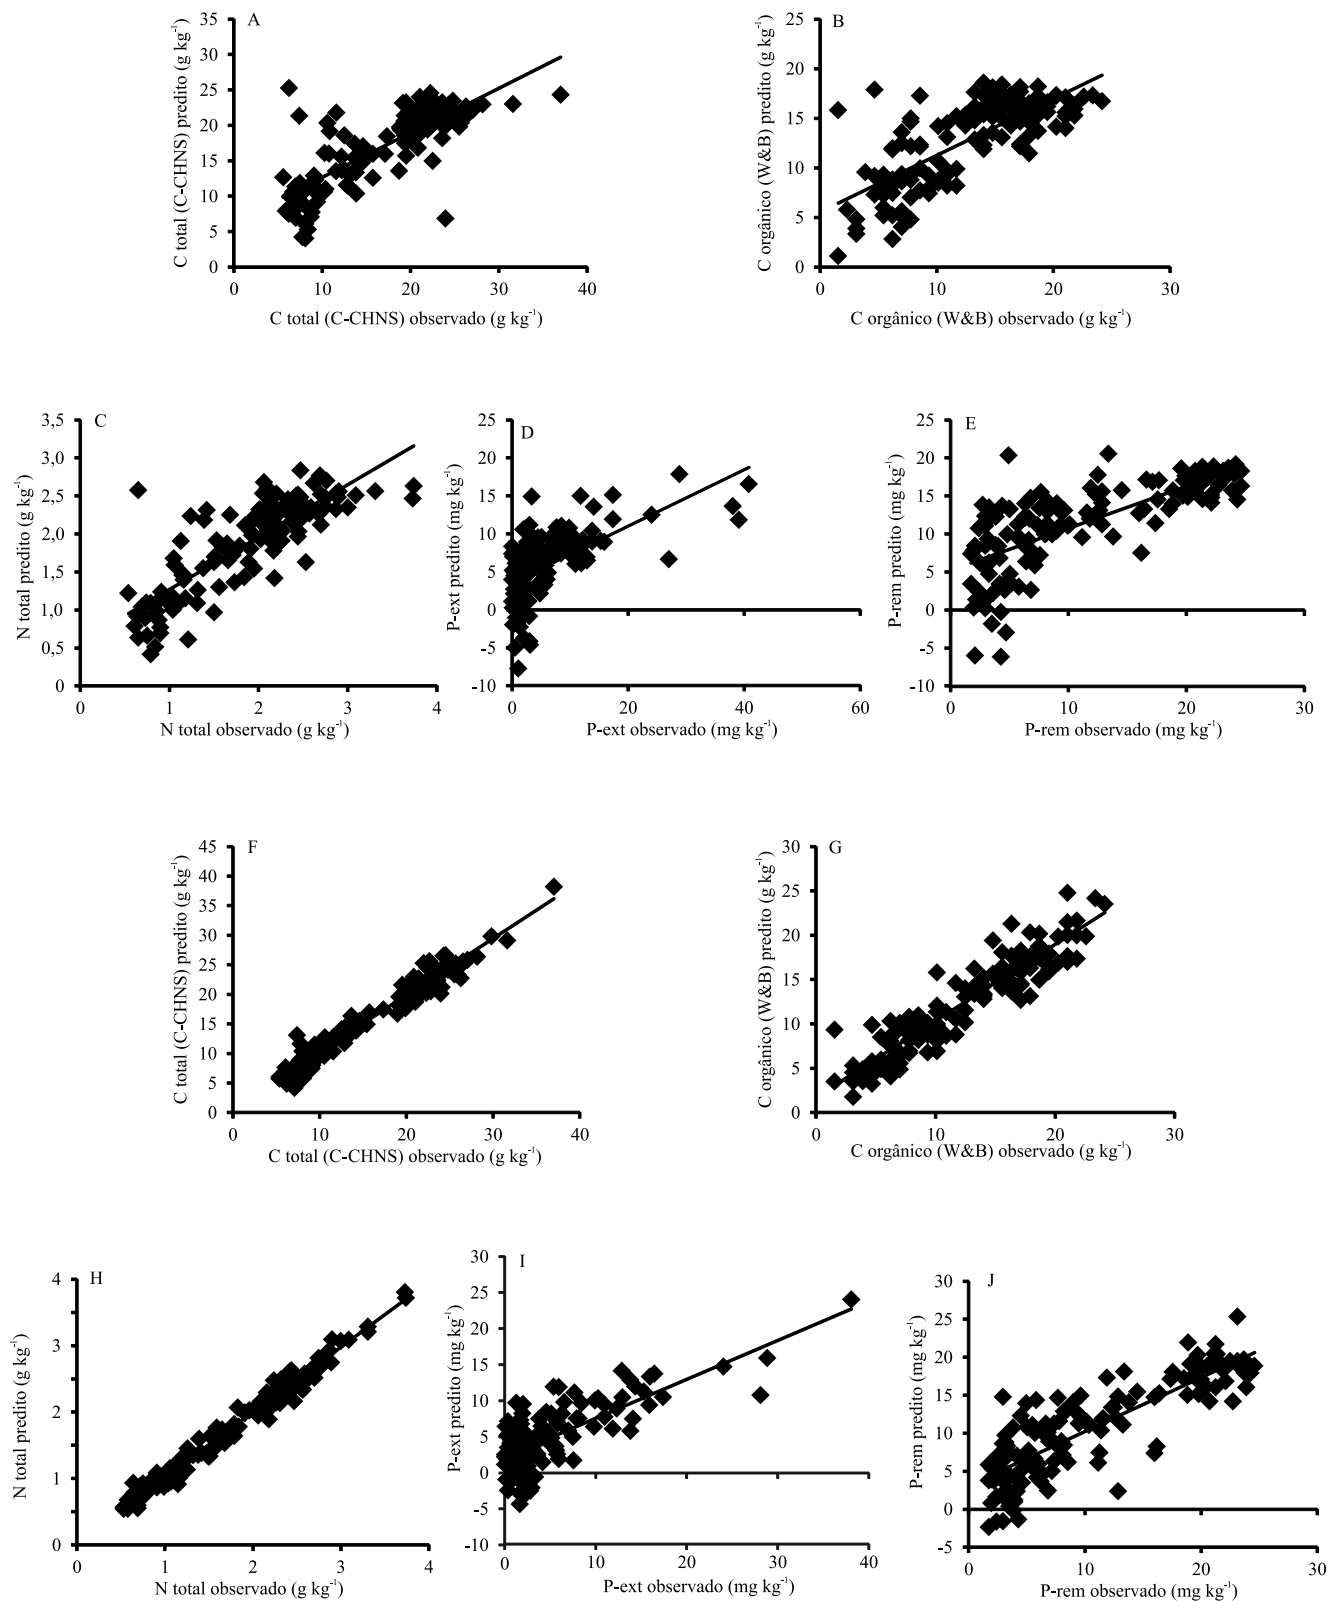 A
C total (C-CHNS) predito (g kg⁻¹)
35
30
25
20
15
10
5
0
0 10 20 30 40
C total (C-CHNS) observado (g kg⁻¹)
B
C orgânico (W&B) predito (g kg⁻¹)
25
20
15
10
5
0
0 10 20 30
C orgânico (W&B) observado (g kg⁻¹)
C
N total predito (g kg⁻¹)
3,5
3,0
2,5
2,0
1,5
1,0
0,5
0
0 1 2 3 4
N total observado (g kg⁻¹)
D
P-ext predito (mg kg⁻¹)
25
20
15
10
5
0
-5
-10
0 20 40 60
P-ext observado (mg kg⁻¹)
E
P-rem predito (mg kg⁻¹)
25
20
15
10
5
0
-5
-10
0 10 20 30
P-rem observado (mg kg⁻¹)
F
C total (C-CHNS) predito (g kg⁻¹)
45
40
35
30
25
20
15
10
5
0
0 10 20 30 40
C total (C-CHNS) observado (g kg⁻¹)
G
C orgânico (W&B) predito (g kg⁻¹)
30
25
20
15
10
5
0
0 10 20 30
C orgânico (W&B) observado (g kg⁻¹)
H
N total predito (g kg⁻¹)
4
3
2
1
0
0 1 2 3 4
N total observado (g kg⁻¹)
I
P-ext predito (mg kg⁻¹)
30
25
20
15
10
5
0
-5
-10
0 10 20 30 40
P-ext observado (mg kg⁻¹)
J
P-rem predito (mg kg⁻¹)
30
25
20
15
10
5
0
-5
0 10 20 30
P-rem observado (mg kg⁻¹)